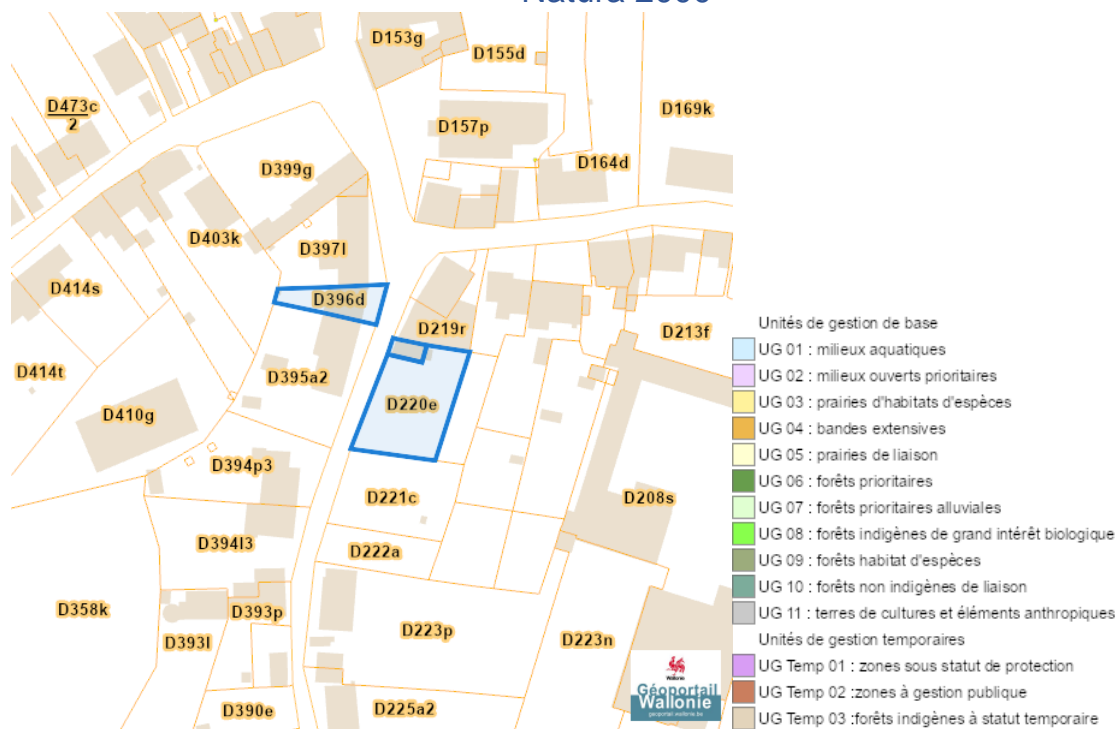 Natura 2000
D153g
D155d
D473c
2
D157p
D169k
D399g
D164d
D403k
D397l
D414s
D396d
D219r
D213f
D414t
D395a2
D220e
D410g
D394p3
D221c
D208s
D394l3
D222a
D358k
D393p
D393l
D223p
D223n
D390e
D225a2
Wallonie
Géoportail
Wallonie
geoportail.wallonie.be
Unités de gestion de base
UG 01 : milieux aquatiques
UG 02 : milieux ouverts prioritaires
UG 03 : prairies d'habitats d'espèces
UG 04 : bandes extensives
UG 05 : prairies de liaison
UG 06 : forêts prioritaires
UG 07 : forêts prioritaires alluviales
UG 08 : forêts indigènes de grand intérêt biologique
UG 09 : forêts habitat d'espèces
UG 10 : forêts non indigènes de liaison
UG 11 : terres de cultures et éléments anthropiques
Unités de gestion temporaires
UG Temp 01 : zones sous statut de protection
UG Temp 02 :zones à gestion publique
UG Temp 03 :forêts indigènes à statut temporaire